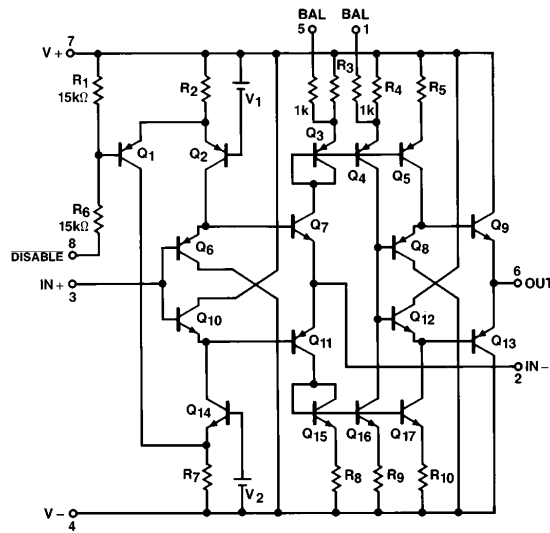 BAL BAL
5 1
7
V+
R1
15kΩ
R2
V1
R3
1k
R4
1k
R5
Q1
Q2
Q3
Q4
Q5
R6
15kΩ
8
DISABLE
Q6
Q7
Q8
Q9
IN+
3
6
OUT
Q10
Q11
Q12
Q13
IN-
2
Q14
Q15
Q16
Q17
R7
V2
R8
R9
R10
V-
4